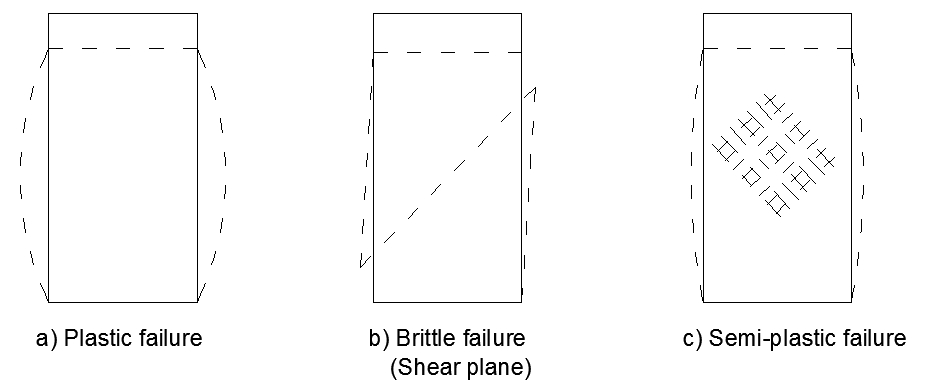 a) Plastic failure
b) Brittle failure
(Shear plane)
c) Semi-plastic failure